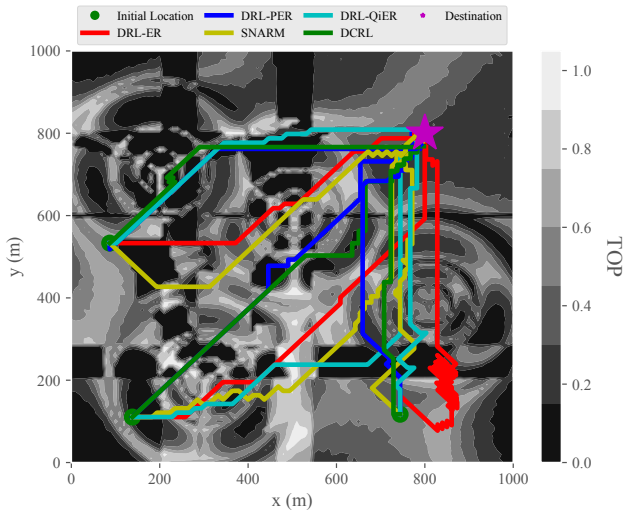 Initial Location DRL-PER DRL-QiER Destination
DRL-ER SNARM DCRL
1000
800
600
400
200
0
y (m)
0 200 400 600 800 1000
x (m)
1.0
0.8
0.6
0.4
0.2
0.0
TOP